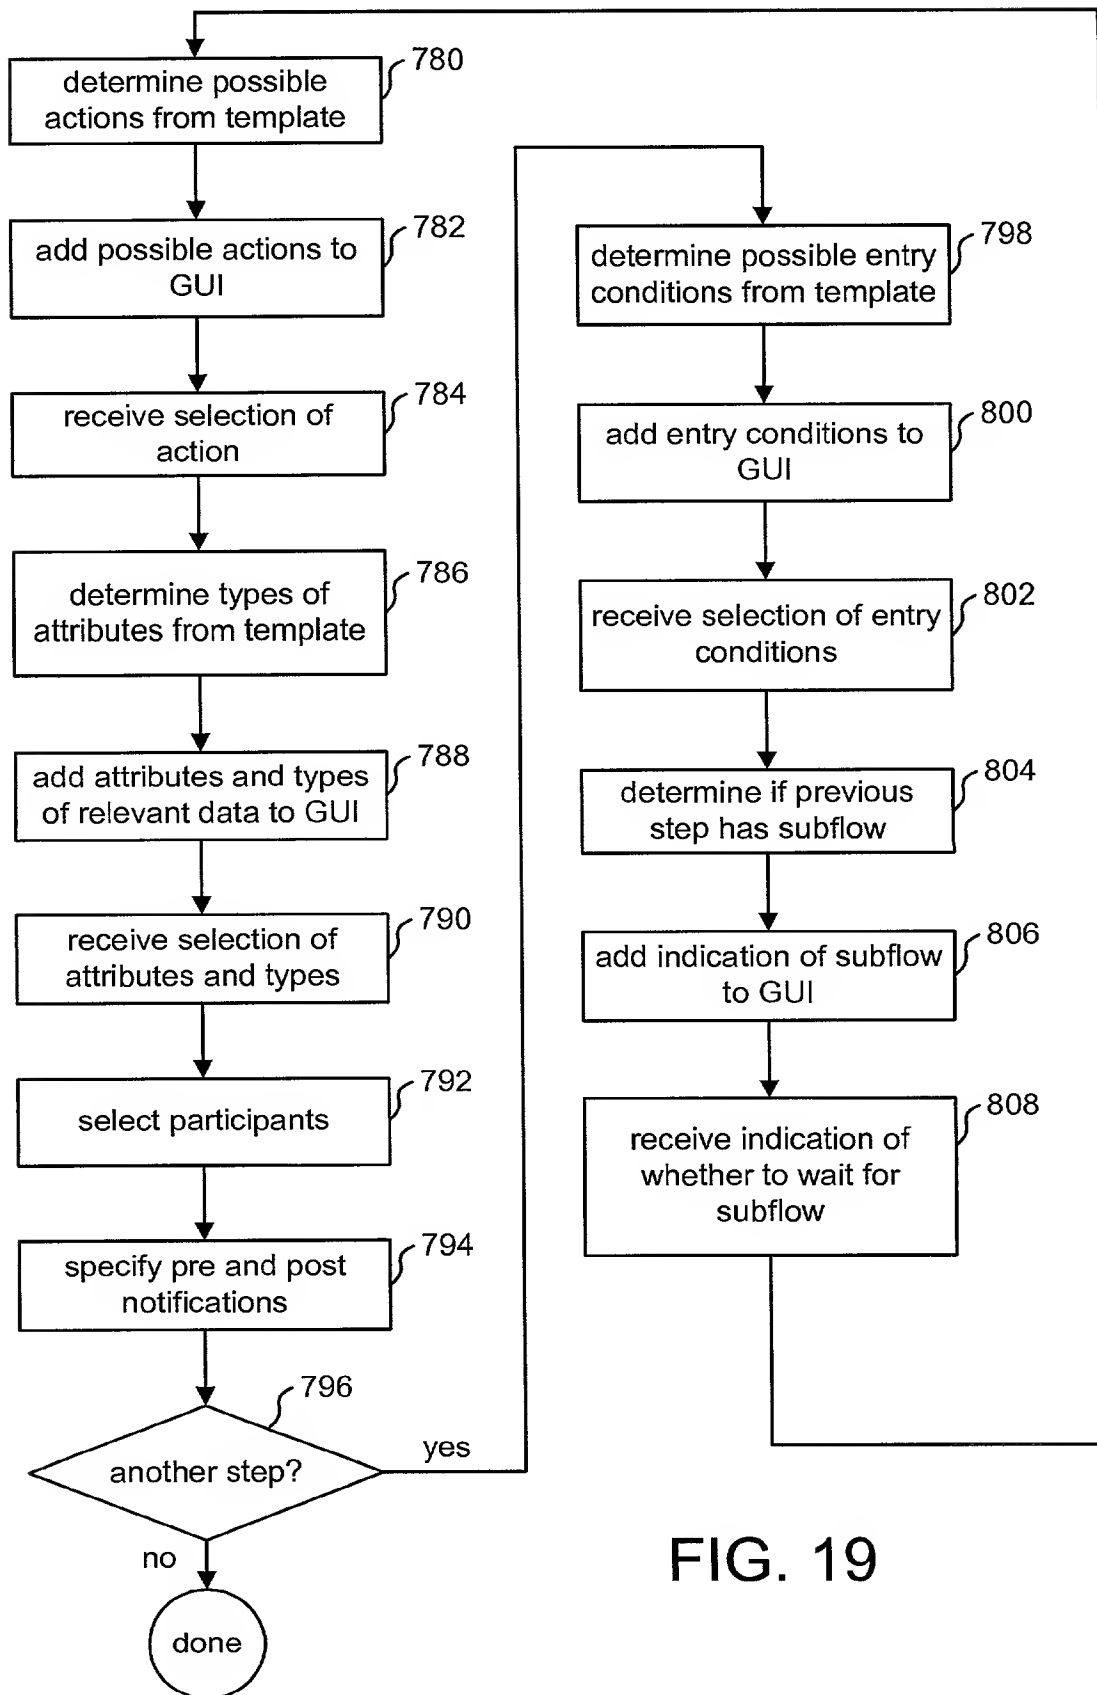 780
determine possible
actions from template
782
add possible actions to
GUI
784
receive selection of
action
786
determine types of
attributes from template
788
add attributes and types
of relevant data to GUI
790
receive selection of
attributes and types
792
select participants
794
specify pre and post
notifications
796
another step?
yes
no
done
798
determine possible entry
conditions from template
800
add entry conditions to
GUI
802
receive selection of entry
conditions
804
determine if previous
step has subflow
806
add indication of subflow
to GUI
808
receive indication of
whether to wait for
subflow
FIG. 19